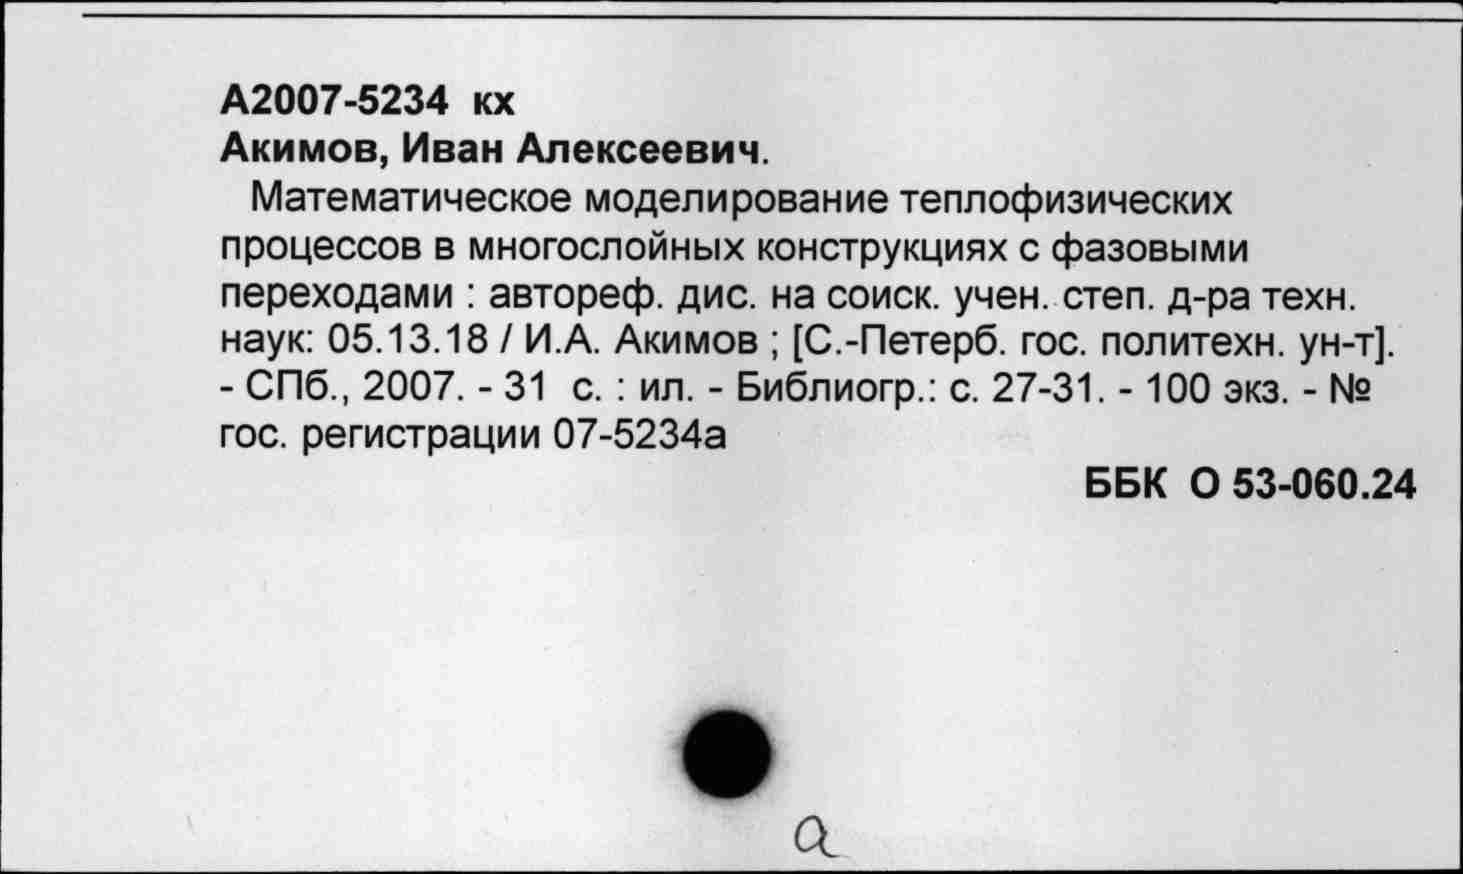 А2007-5234 кх
Акимов, Иван Алексеевич.
Математическое моделирование теплофизических
процессов в многослойных конструкциях с фазовыми
переходами : автореф. дис. на соиск. учен. степ. д-ра техн.
наук: 05.13.18 / И.А. Акимов ; [С.-Петерб. гос. политехн. ун-т].
- СПб., 2007. - 31 с. : ил. - Библиогр.: с. 27-31. - 100 экз. - №
гос. регистрации 07-5234а
ББК О 53-060.24
а